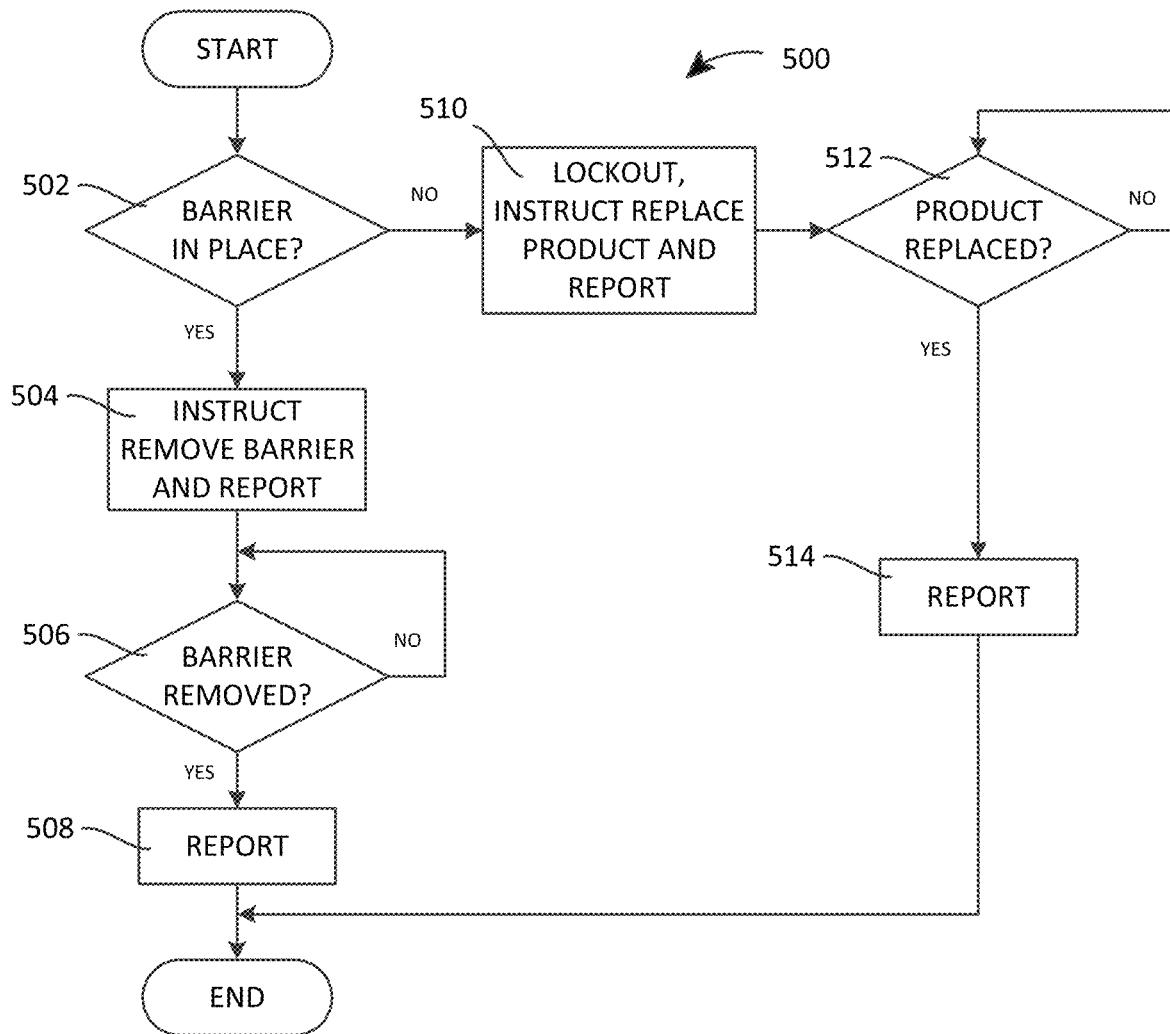 START
500
510
512
502
BARRIER
IN PLACE?
NO
LOCKOUT,
INSTRUCT REPLACE
PRODUCT AND
REPORT
PRODUCT
REPLACED?
NO
YES
YES
504
INSTRUCT
REMOVE BARRIER
AND REPORT
514
REPORT
506
BARRIER
REMOVED?
NO
YES
508
REPORT
END